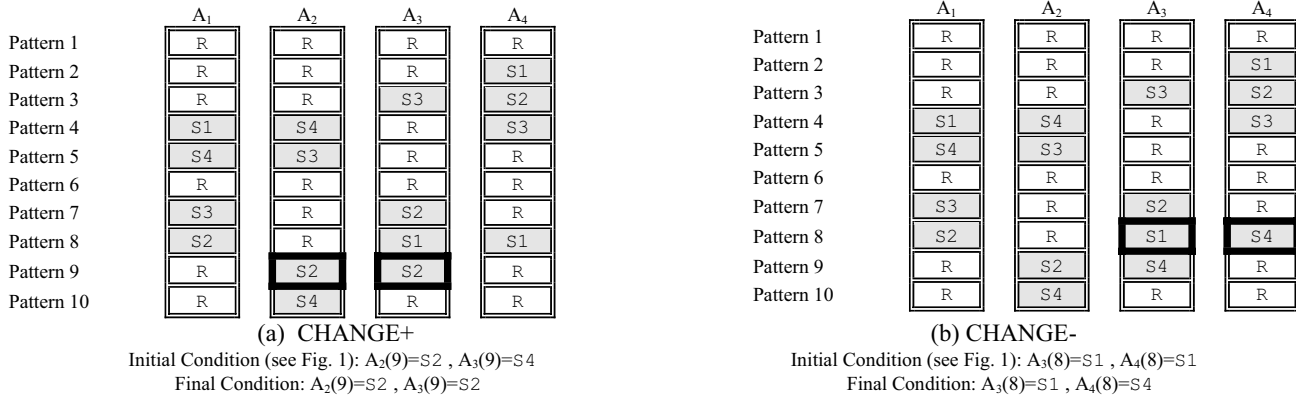 A₁ A₂ A₃ A₄
Pattern 1 R R R R
Pattern 2 R R R S1
Pattern 3 R R S3 S2
Pattern 4 S1 S4 R S3
Pattern 5 S4 S3 R R
Pattern 6 R R R R
Pattern 7 S3 R S2 R
Pattern 8 S2 R S1 S1
Pattern 9 R S2 S2 R
Pattern 10 R S4 R R
(a) CHANGE+
Initial Condition (see Fig. 1): A₂(9)=S2 , A₃(9)=S4
Final Condition: A₂(9)=S2 , A₃(9)=S2
A₁ A₂ A₃ A₄
Pattern 1 R R R R
Pattern 2 R R R S1
Pattern 3 R R S3 S2
Pattern 4 S1 S4 R S3
Pattern 5 S4 S3 R R
Pattern 6 R R R R
Pattern 7 S3 R S2 R
Pattern 8 S2 R S1 S4
Pattern 9 R S2 S4 R
Pattern 10 R S4 R R
(b) CHANGE-
Initial Condition (see Fig. 1): A₃(8)=S1 , A₄(8)=S1
Final Condition: A₃(8)=S1 , A₄(8)=S4